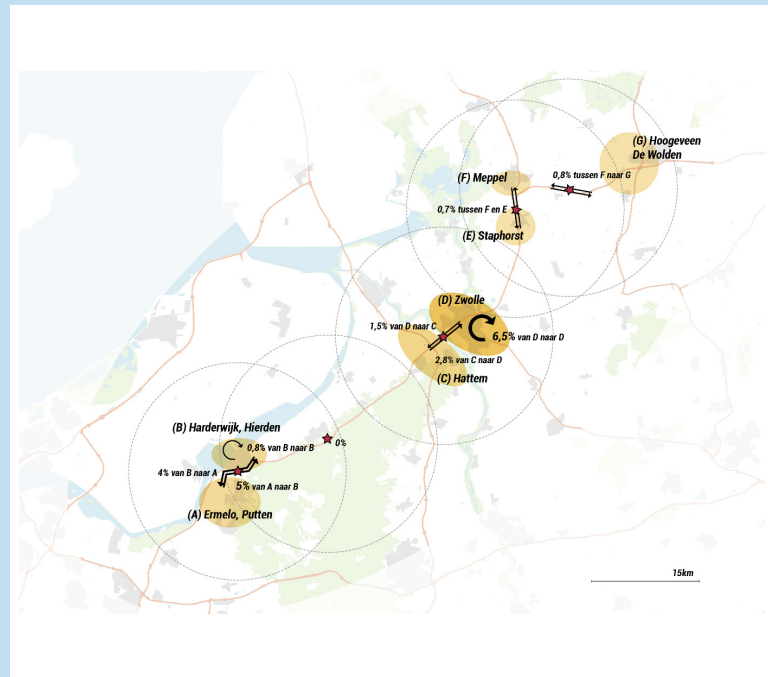 (G) Hoogeveen
De Wolden
0,8% tussen F naar G
(F) Meppel
0,7% tussen F en E
(E) Staphorst
(D) Zwolle
1,5% van D naar C
6,5% van D naar D
2,8% van C naar D
(C) Hattem
(B) Harderwijk, Hierden
0,8% van B naar B
0%
4% van B naar A
5% van A naar B
(A) Ermelo, Putten
15km